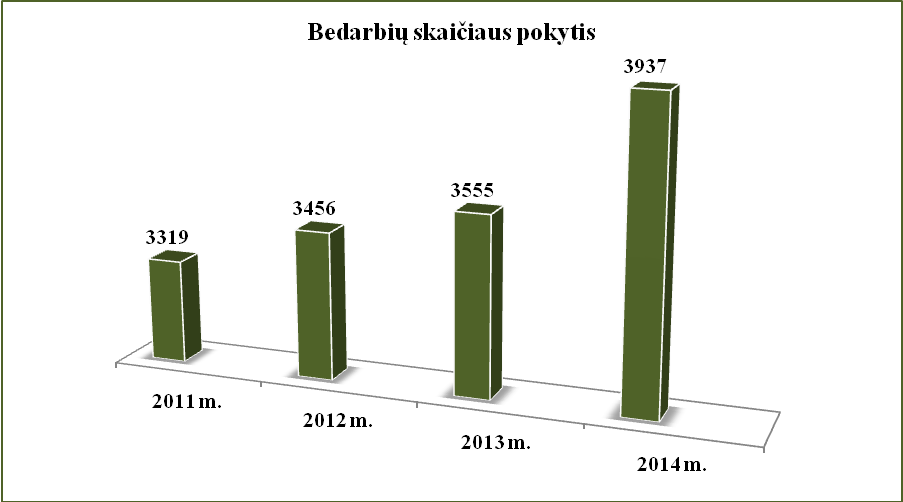 Bedarbių skaičiaus pokytis
3319
3456
3555
3937
2011 m.
2012 m.
2013 m.
2014 m.